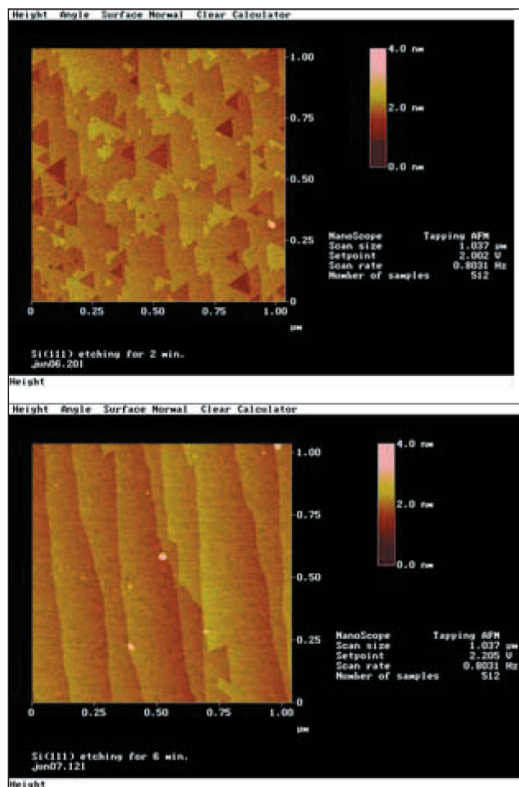 Height Angle Surface Normal Clear Calculator
4.0 nm
1.00
0.75
2.0 nm
0.50
0.0 nm
NanoScope Tapping AFM
Scan size 1.037 µm
0.25
Setpoint 2.002 V
Scan rate 0.8031 Hz
Number of samples 512
0
0 0.25 0.50 0.75 1.00
µm
Si(111) etching for 2 min.
jun06.201
Height
Height Angle Surface Normal Clear Calculator
4.0 nm
1.00
0.75
2.0 nm
0.50
0.0 nm
NanoScope Tapping AFM
Scan size 1.037 µm
0.25
Setpoint 2.205 V
Scan rate 0.8031 Hz
Number of samples 512
0
0 0.25 0.50 0.75 1.00
µm
Si(111) etching for 6 min.
jun07.121
Height